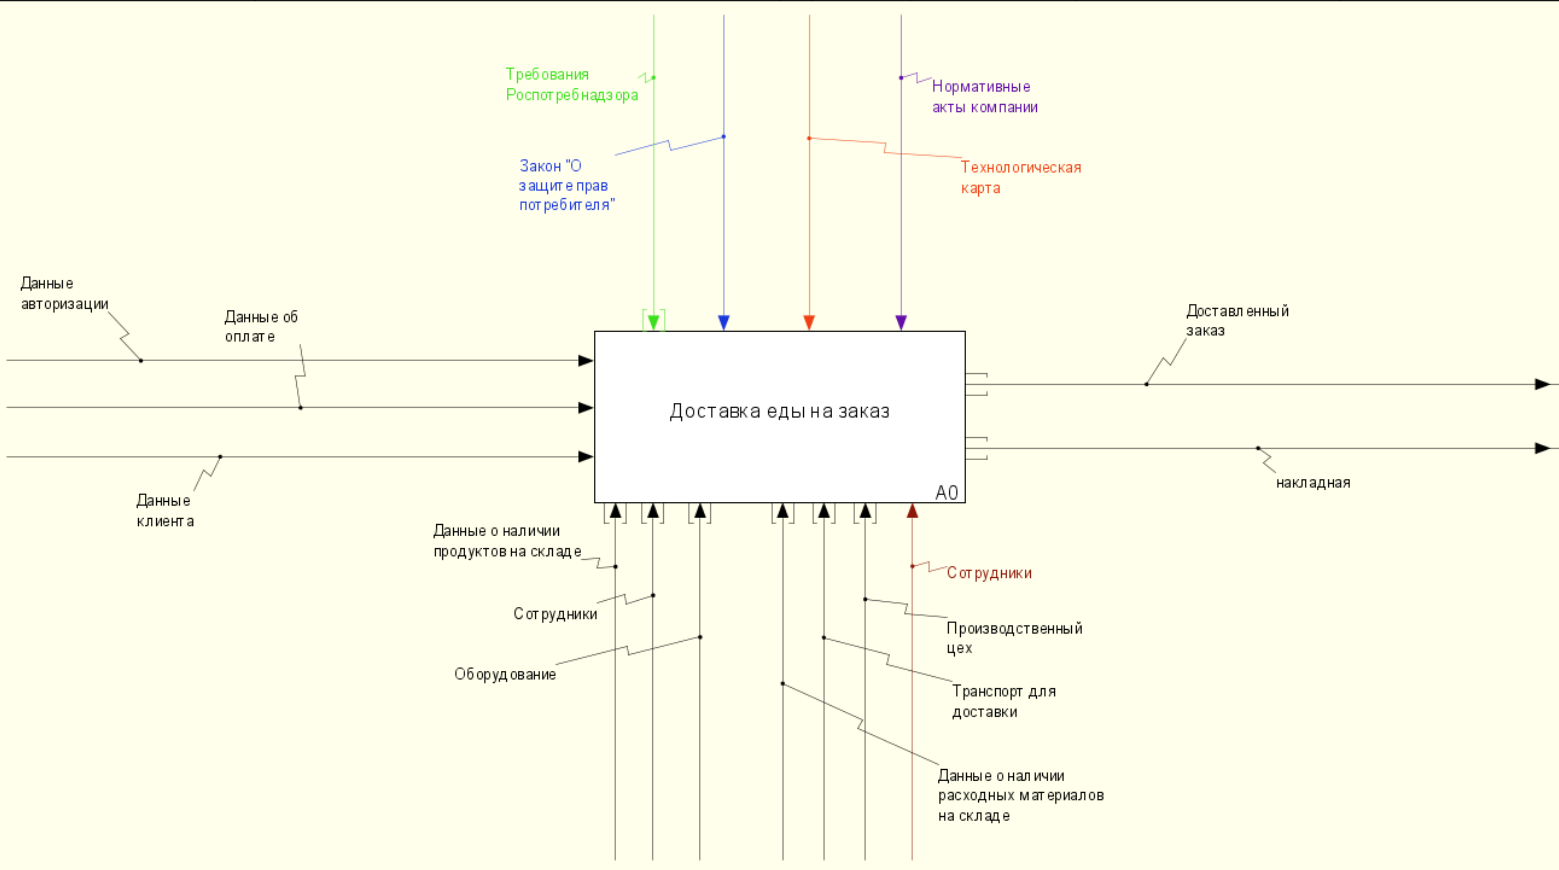 Требования
Роспотребнадзора
Нормативные
акты компании
Закон "О
защите прав
потребителя"
Технологическая
карта
Данные
авторизации
Данные об
оплате
Доставленный
заказ
Доставка еды на заказ
A0
Данные
клиента
накладная
Данные о наличии
продуктов на складе
Сотрудники
Сотрудники
Производственный
цех
Оборудование
Транспорт для
доставки
Данные о наличии
расходных материалов
на складе